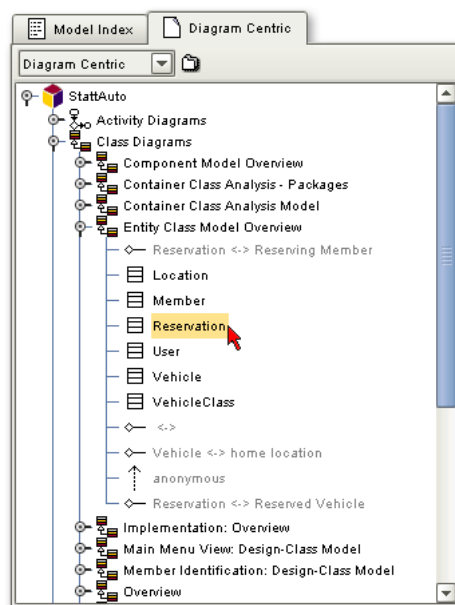 Model Index
Diagram Centric
Diagram Centric
StattAuto
Activity Diagrams
Class Diagrams
Component Model Overview
Container Class Analysis - Packages
Container Class Analysis Model
Entity Class Model Overview
Reservation <-> Reserving Member
Location
Member
Reservation
User
Vehicle
VehicleClass
<->
Vehicle <-> home location
anonymous
Reservation <-> Reserved Vehicle
Implementation: Overview
Main Menu View: Design-Class Model
Member Identification: Design-Class Model
Overview